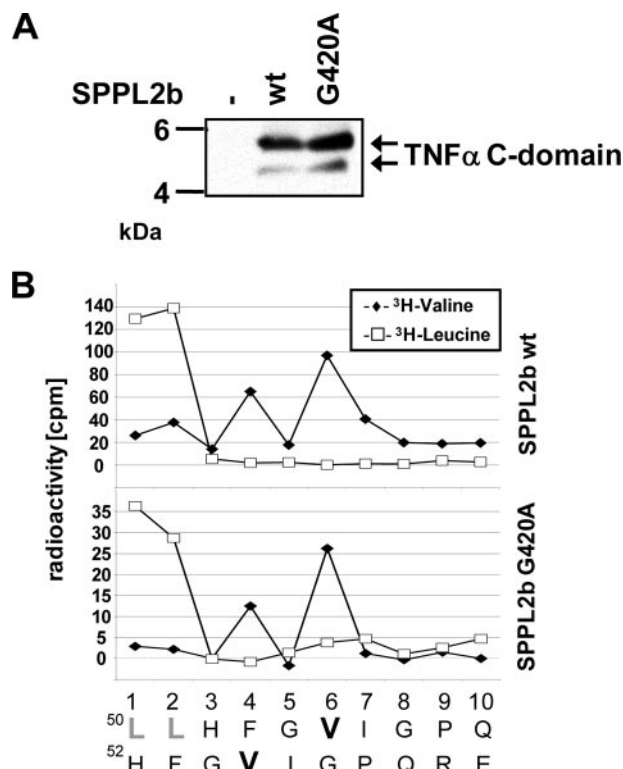 A
SPPL2b - wt G420A
6
4
kDa
TNFα C-domain
B
-♦- ³H-Valine
-□- ³H-Leucine
radioactivity [cpm]
140
120
100
80
60
40
20
0
SPPL2b wt
35
30
25
20
15
10
5
0
SPPL2b G420A
1 2 3 4 5 6 7 8 9 10
50 L L H F G V I G P Q
52 H F G V I G P Q R E